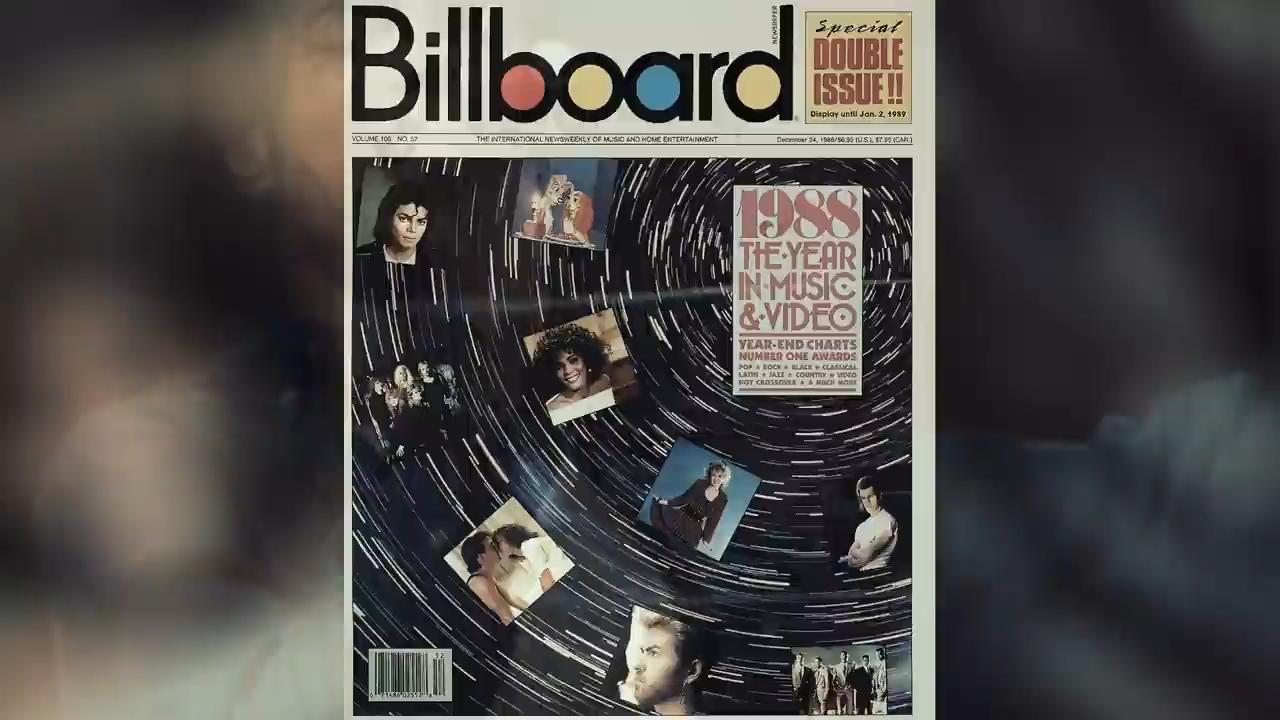 Billboard
NEWSPAPER
Special
DOUBLE
ISSUE!!
Display until Jan. 2, 1989
VOLUME 100 NO. 52
THE INTERNATIONAL NEWSWEEKLY OF MUSIC AND HOME ENTERTAINMENT
December 24, 1988/$6.95 (U.S.), $7.95 (CAN.)
1988
THE·YEAR
IN·MUSIC
&·VIDEO
YEAR-END CHARTS
NUMBER ONE AWARDS
POP ★ ROCK ★ BLACK ★ CLASSICAL
LATIN ★ JAZZ ★ COUNTRY ★ VIDEO
HOT CROSSOVER ★ & MUCH MORE
52